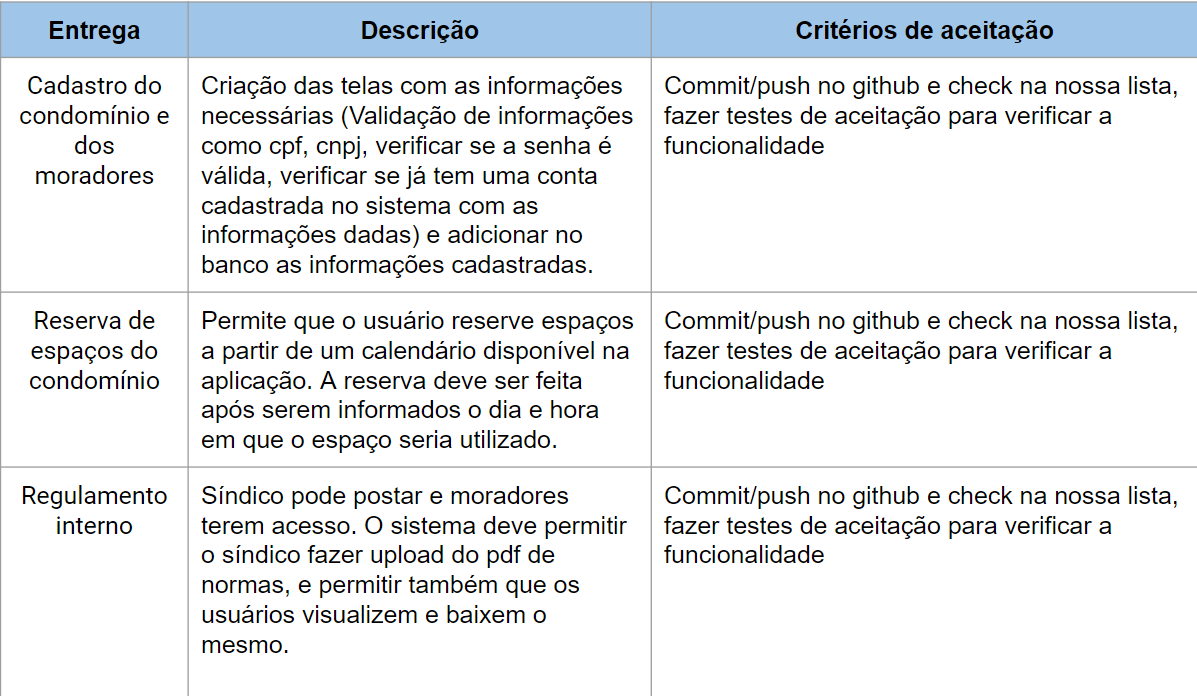 Entrega
Descrição
Critérios de aceitação
Cadastro do
condomínio e
dos
moradores
Criação das telas com as informações
necessárias (Validação de informações
como cpf, cnpj, verificar se a senha é
válida, verificar se já tem uma conta
cadastrada no sistema com as
informações dadas) e adicionar no
banco as informações cadastradas.
Commit/push no github e check na nossa lista,
fazer testes de aceitação para verificar a
funcionalidade
Reserva de
espaços do
condomínio
Permite que o usuário reserve espaços
a partir de um calendário disponível na
aplicação. A reserva deve ser feita
após serem informados o dia e hora
em que o espaço seria utilizado.
Commit/push no github e check na nossa lista,
fazer testes de aceitação para verificar a
funcionalidade
Regulamento
interno
Síndico pode postar e moradores
terem acesso. O sistema deve permitir
o síndico fazer upload do pdf de
normas, e permitir também que os
usuários visualizem e baixem o
mesmo.
Commit/push no github e check na nossa lista,
fazer testes de aceitação para verificar a
funcionalidade